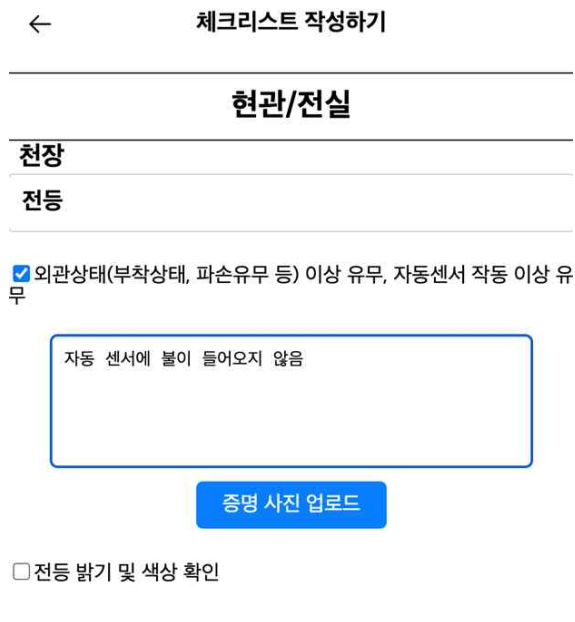 체크리스트 작성하기
현관/전실
천장
전등
외관상태(부착상태, 파손유무 등) 이상 유무, 자동센서 작동 이상 유
무
자동 센서에 불이 들어오지 않음
증명 사진 업로드
전등 밝기 및 색상 확인